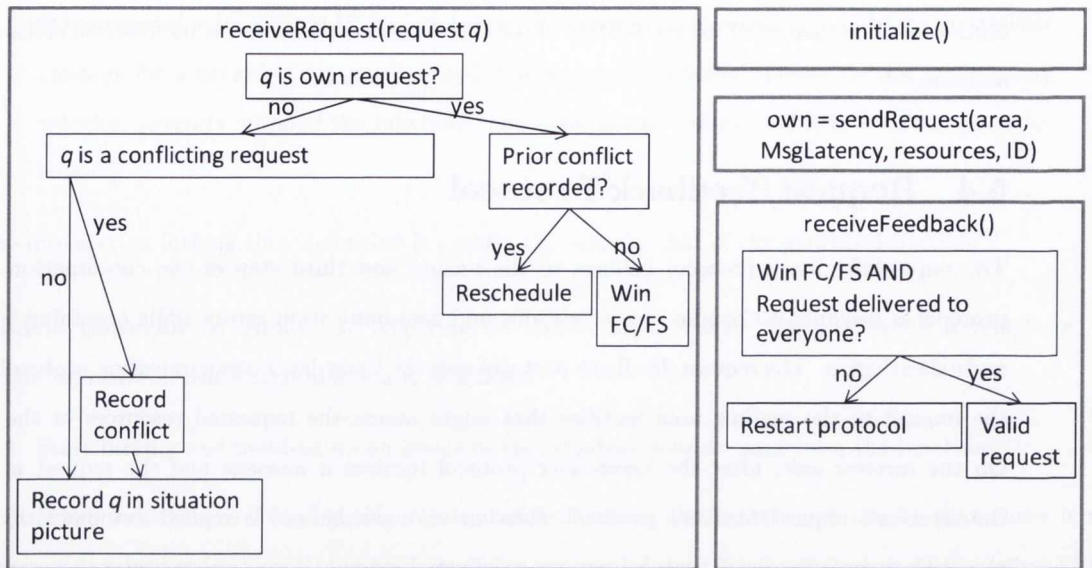 receiveRequest(request q)
q is own request?
no
yes
q is a conflicting request
Prior conflict
recorded?
yes
no
yes
no
Reschedule
Win
FC/FS
Record
conflict
Record q in situation
picture
initialize()
own = sendRequest(area,
MsgLatency, resources, ID)
receiveFeedback()
Win FC/FS AND
Request delivered to
everyone?
no
yes
Restart protocol
Valid
request